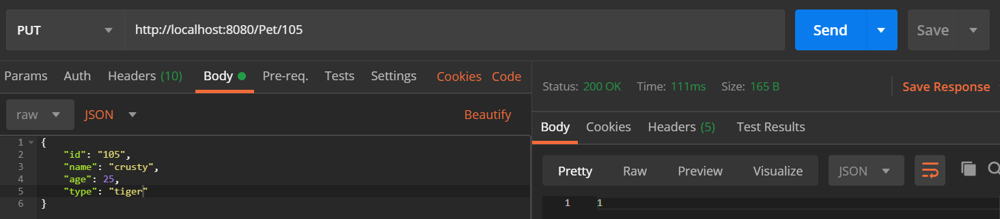 PUT http://localhost:8080/Pet/105 Send Save
Params Auth Headers (10) Body Pre-req. Tests Settings Cookies Code
Status: 200 OK Time: 111ms Size: 165 B Save Response
raw JSON Beautify
Body Cookies Headers (5) Test Results
1 {
2 "id": "105",
3 "name": "crusty",
4 "age": 25,
5 "type": "tiger"
6 }
Pretty Raw Preview Visualize JSON
1 1